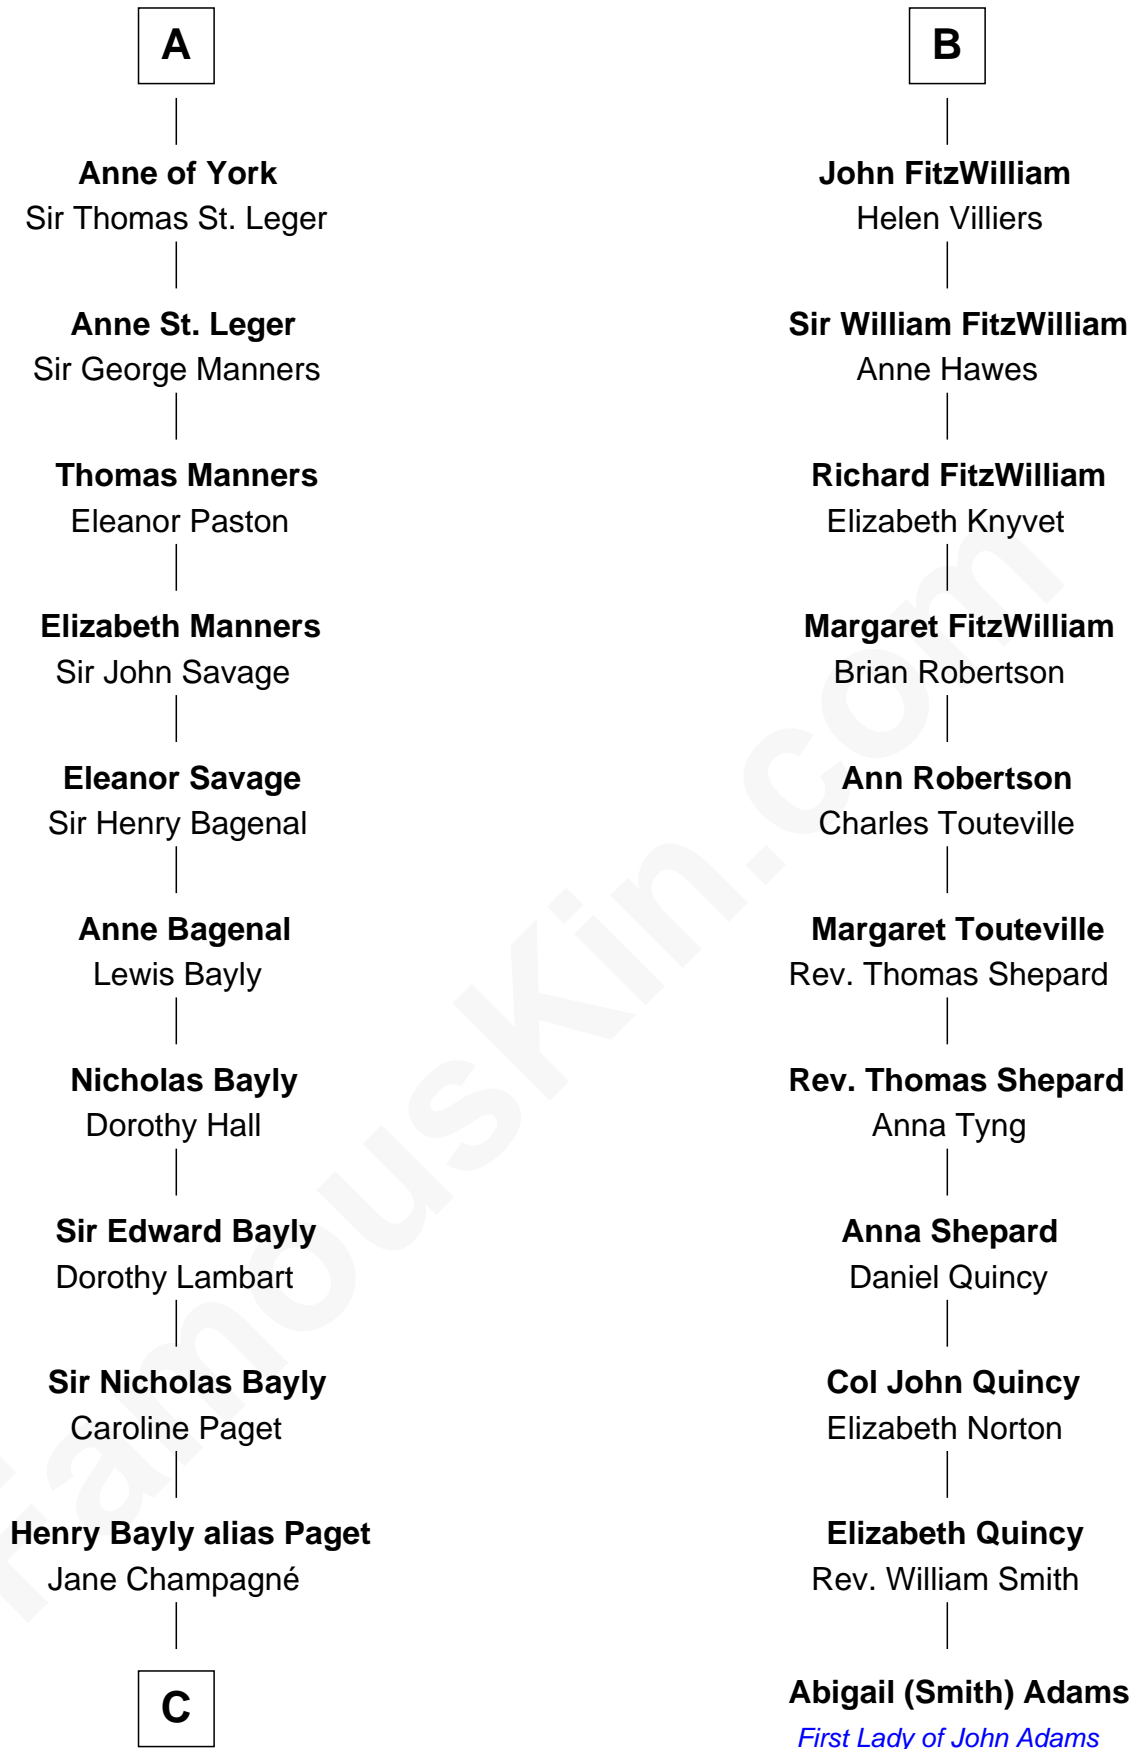 A
Anne of York
Sir Thomas St. Leger
Anne St. Leger
Sir George Manners
Thomas Manners
Eleanor Paston
Elizabeth Manners
Sir John Savage
Eleanor Savage
Sir Henry Bagenal
Anne Bagenal
Lewis Bayly
Nicholas Bayly
Dorothy Hall
Sir Edward Bayly
Dorothy Lambart
Sir Nicholas Bayly
Caroline Paget
Henry Bayly alias Paget
Jane Champagné
C
B
John FitzWilliam
Helen Villiers
Sir William FitzWilliam
Anne Hawes
Richard FitzWilliam
Elizabeth Knyvet
Margaret FitzWilliam
Brian Robertson
Ann Robertson
Charles Touteville
Margaret Touteville
Rev. Thomas Shepard
Rev. Thomas Shepard
Anna Tyng
Anna Shepard
Daniel Quincy
Col John Quincy
Elizabeth Norton
Elizabeth Quincy
Rev. William Smith
Abigail (Smith) Adams
First Lady of John Adams
FamousKin.com